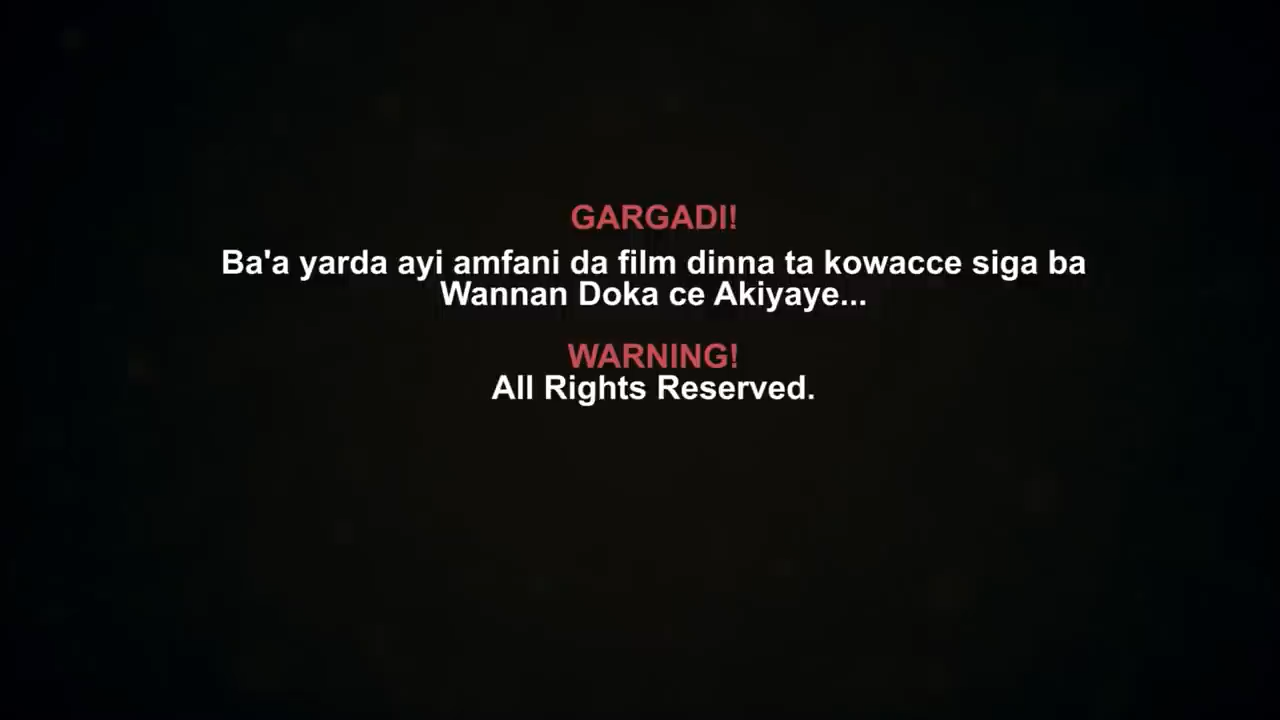 GARGADI!
Ba'a yarda ayi amfani da film dinna ta kowacce siga ba
Wannan Doka ce Akiyaye...
WARNING!
All Rights Reserved.